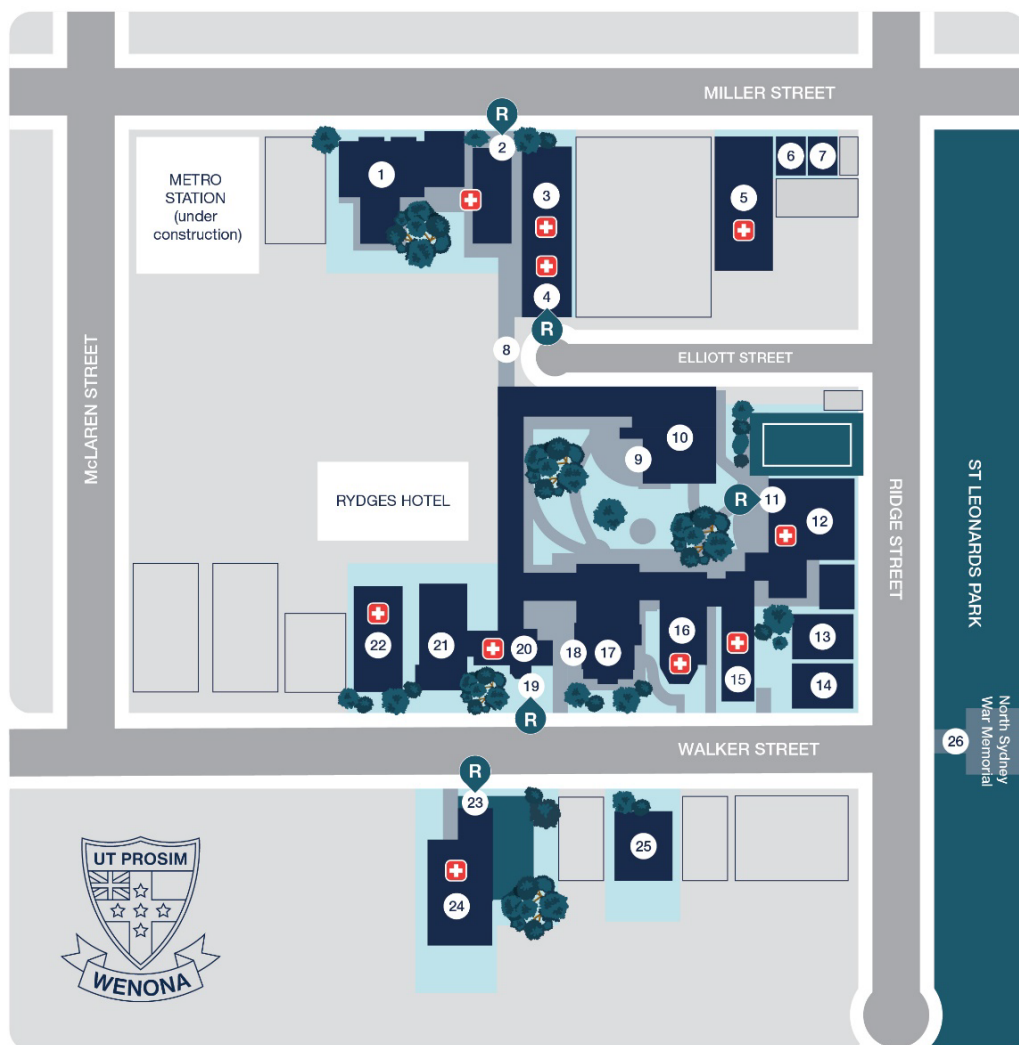 MILLER STREET
R
2
1
6
7
METRO
STATION
(under
construction)
3
5
4
R
8
ELLIOTT STREET
McLAREN STREET
10
9
RYDGES HOTEL
R
11
12
RIDGE STREET
ST LEONARDS PARK
22
21
20
18
17
16
13
15
14
19
R
WALKER STREET
26
North Sydney
War Memorial
R
23
25
24
UT PROSIM
WENONA